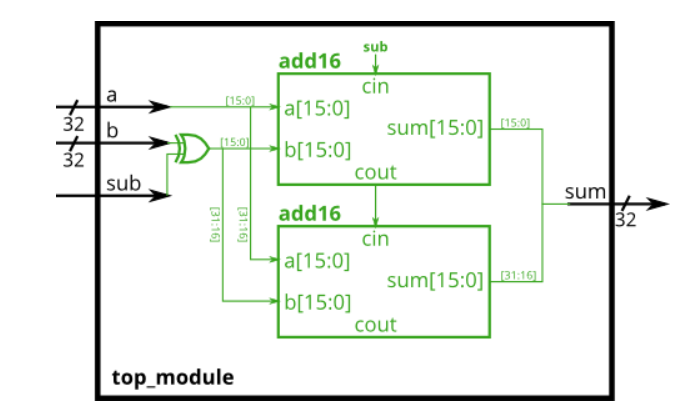 sub
add16
cin
a
[15:0]
a[15:0]
32
sum[15:0]
[15:0]
b
[15:0]
b[15:0]
32
cout
sub
sum
32
add16
[31:16]
[31:16]
cin
a[15:0]
sum[15:0]
[31:16]
b[15:0]
cout
top_module